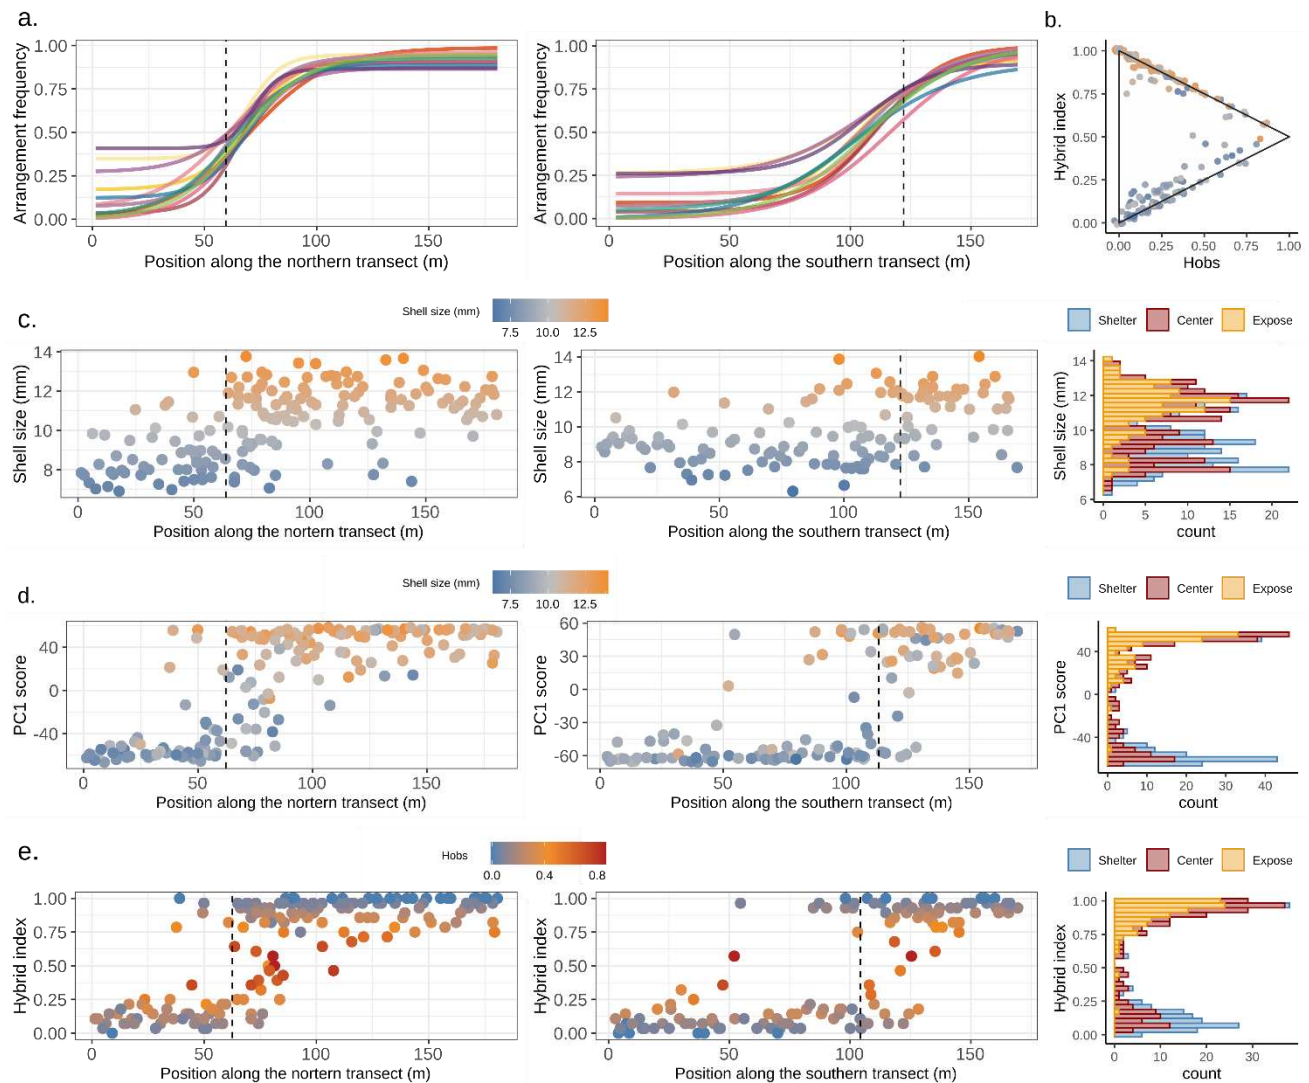 a.
b.
Arrangement frequency
1.00
0.75
0.50
0.25
0.00
0
50
100
150
Position along the northern transect (m)
Arrangement frequency
1.00
0.75
0.50
0.25
0.00
0
50
100
150
Position along the southern transect (m)
Hybrid index
1.00
0.75
0.50
0.25
0.00
0.00
0.25
0.50
0.75
1.00
Hobs
c.
Shell size (mm)
7.5
10.0
12.5
Shelter
Center
Expose
Shell size (mm)
14
12
10
8
0
50
100
150
Position along the nortern transect (m)
Shell size (mm)
14
12
10
8
6
0
50
100
150
Position along the southern transect (m)
Shell size (mm)
14
12
10
8
6
0
5
10
15
20
count
d.
Shell size (mm)
7.5
10.0
12.5
Shelter
Center
Expose
PC1 score
40
0
-40
0
50
100
150
Position along the nortern transect (m)
PC1 score
60
30
0
-30
-60
0
50
100
150
Position along the southern transect (m)
PC1 score
40
0
-40
0
10
20
30
40
count
e.
Hobs
0.0
0.4
0.8
Shelter
Center
Expose
Hybrid index
1.00
0.75
0.50
0.25
0.00
0
50
100
150
Position along the nortern transect (m)
Hybrid index
1.00
0.75
0.50
0.25
0.00
0
50
100
150
Position along the southern transect (m)
Hybrid index
1.00
0.75
0.50
0.25
0.00
0
10
20
30
count